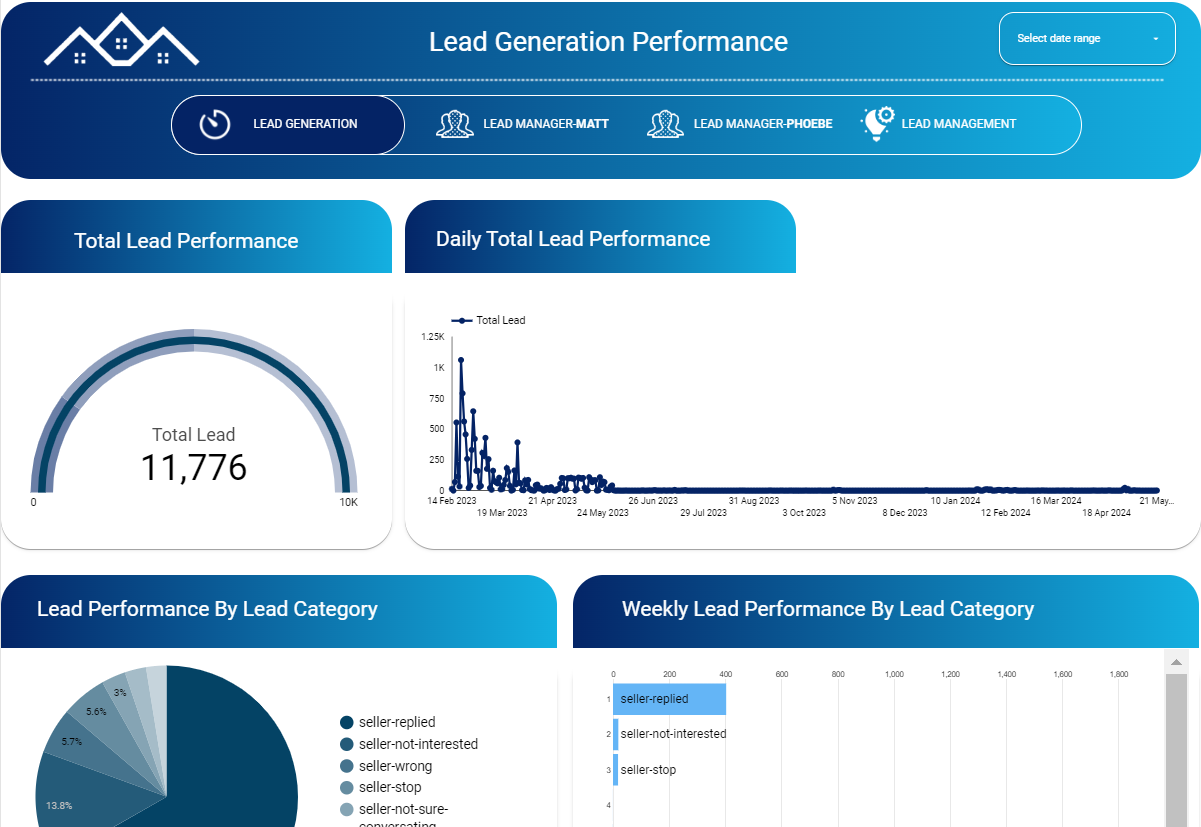 Lead Generation Performance
Select date range
LEAD GENERATION
LEAD MANAGER-MATT
LEAD MANAGER-PHOEBE
LEAD MANAGEMENT
Total Lead Performance
Daily Total Lead Performance
Total Lead
11,776
0
10K
Total Lead
1.25K
1K
750
500
250
0
14 Feb 2023
21 Apr 2023
26 Jun 2023
31 Aug 2023
5 Nov 2023
10 Jan 2024
16 Mar 2024
21 May...
19 Mar 2023
24 May 2023
29 Jul 2023
3 Oct 2023
8 Dec 2023
12 Feb 2024
18 Apr 2024
Lead Performance By Lead Category
Weekly Lead Performance By Lead Category
3%
5.6%
5.7%
13.8%
seller-replied
seller-not-interested
seller-wrong
seller-stop
seller-not-sure-
conversating
0 200 400 600 800 1,000 1,200 1,400 1,600 1,800
1 seller-replied
2 seller-not-interested
3 seller-stop
4